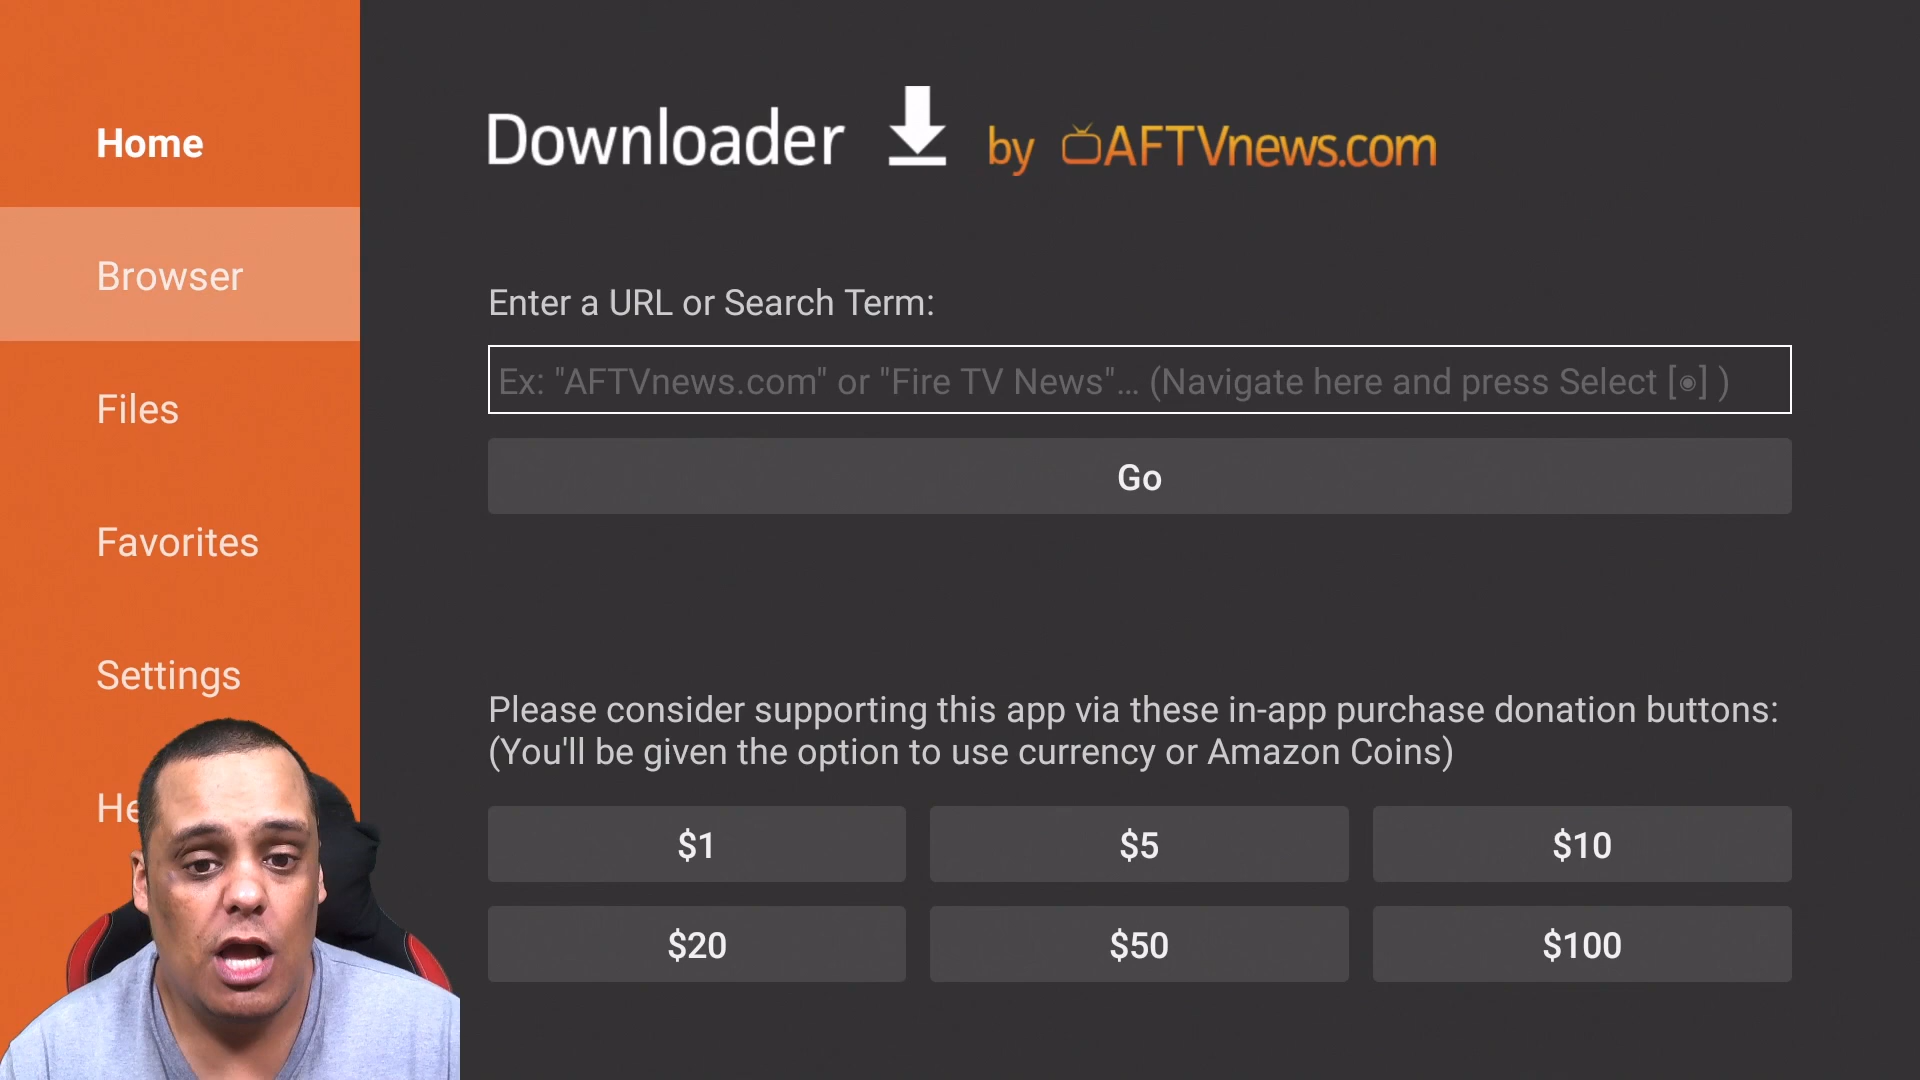 Home
Browser
Files
Favorites
Settings
He
Downloader by AFTVnews.com
Enter a URL or Search Term:
Ex: "AFTVnews.com" or "Fire TV News"... (Navigate here and press Select [◉] )
Go
Please consider supporting this app via these in-app purchase donation buttons:
(You'll be given the option to use currency or Amazon Coins)
$1 $5 $10
$20 $50 $100